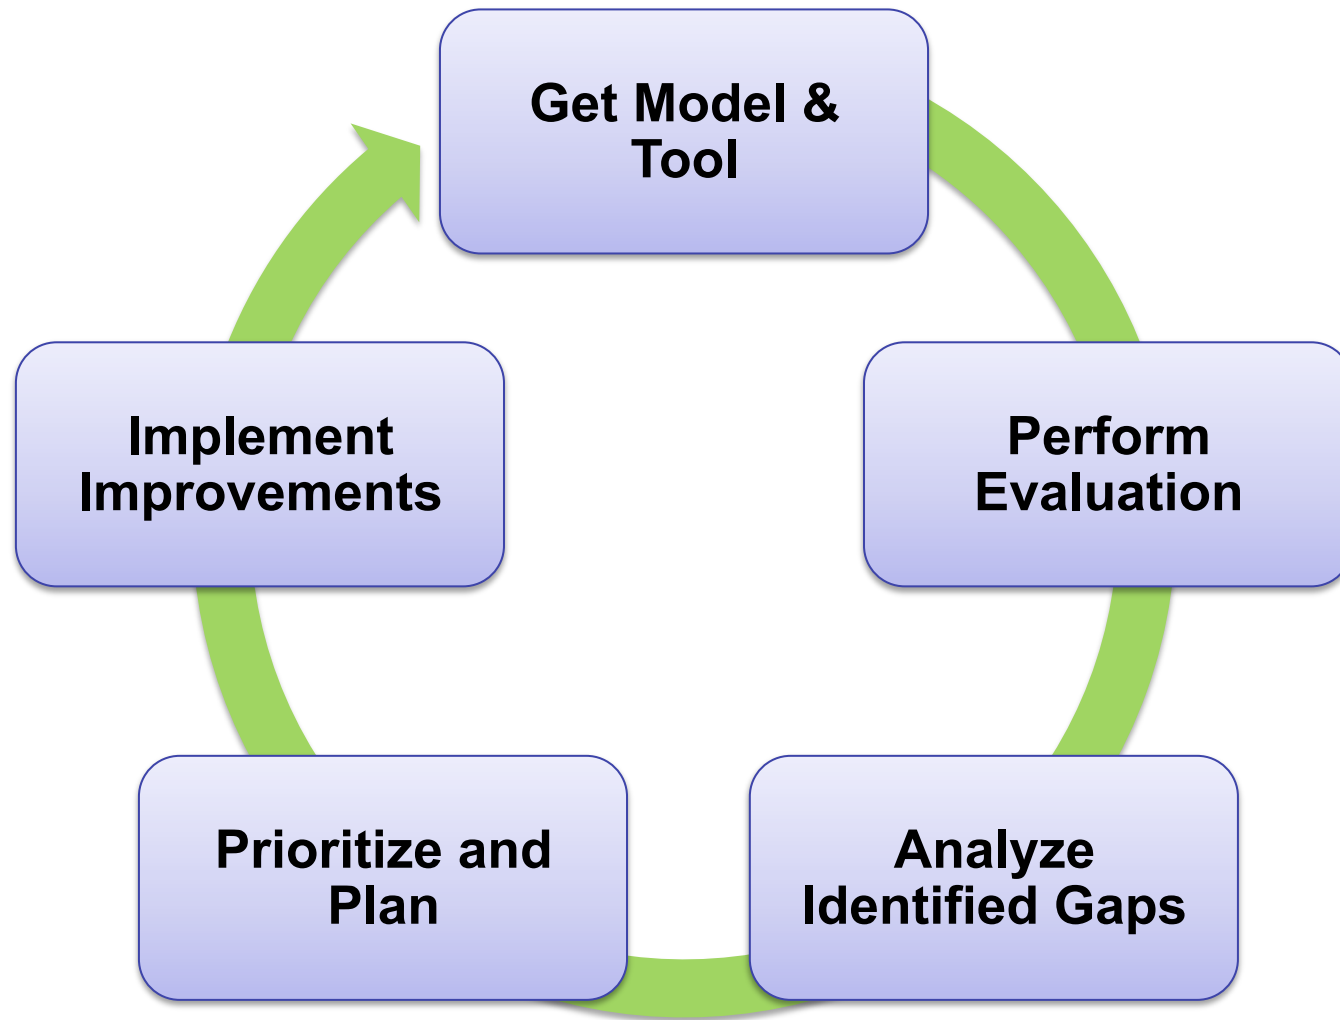 Get Model &
Tool
Perform
Evaluation
Analyze
Identified Gaps
Prioritize and
Plan
Implement
Improvements